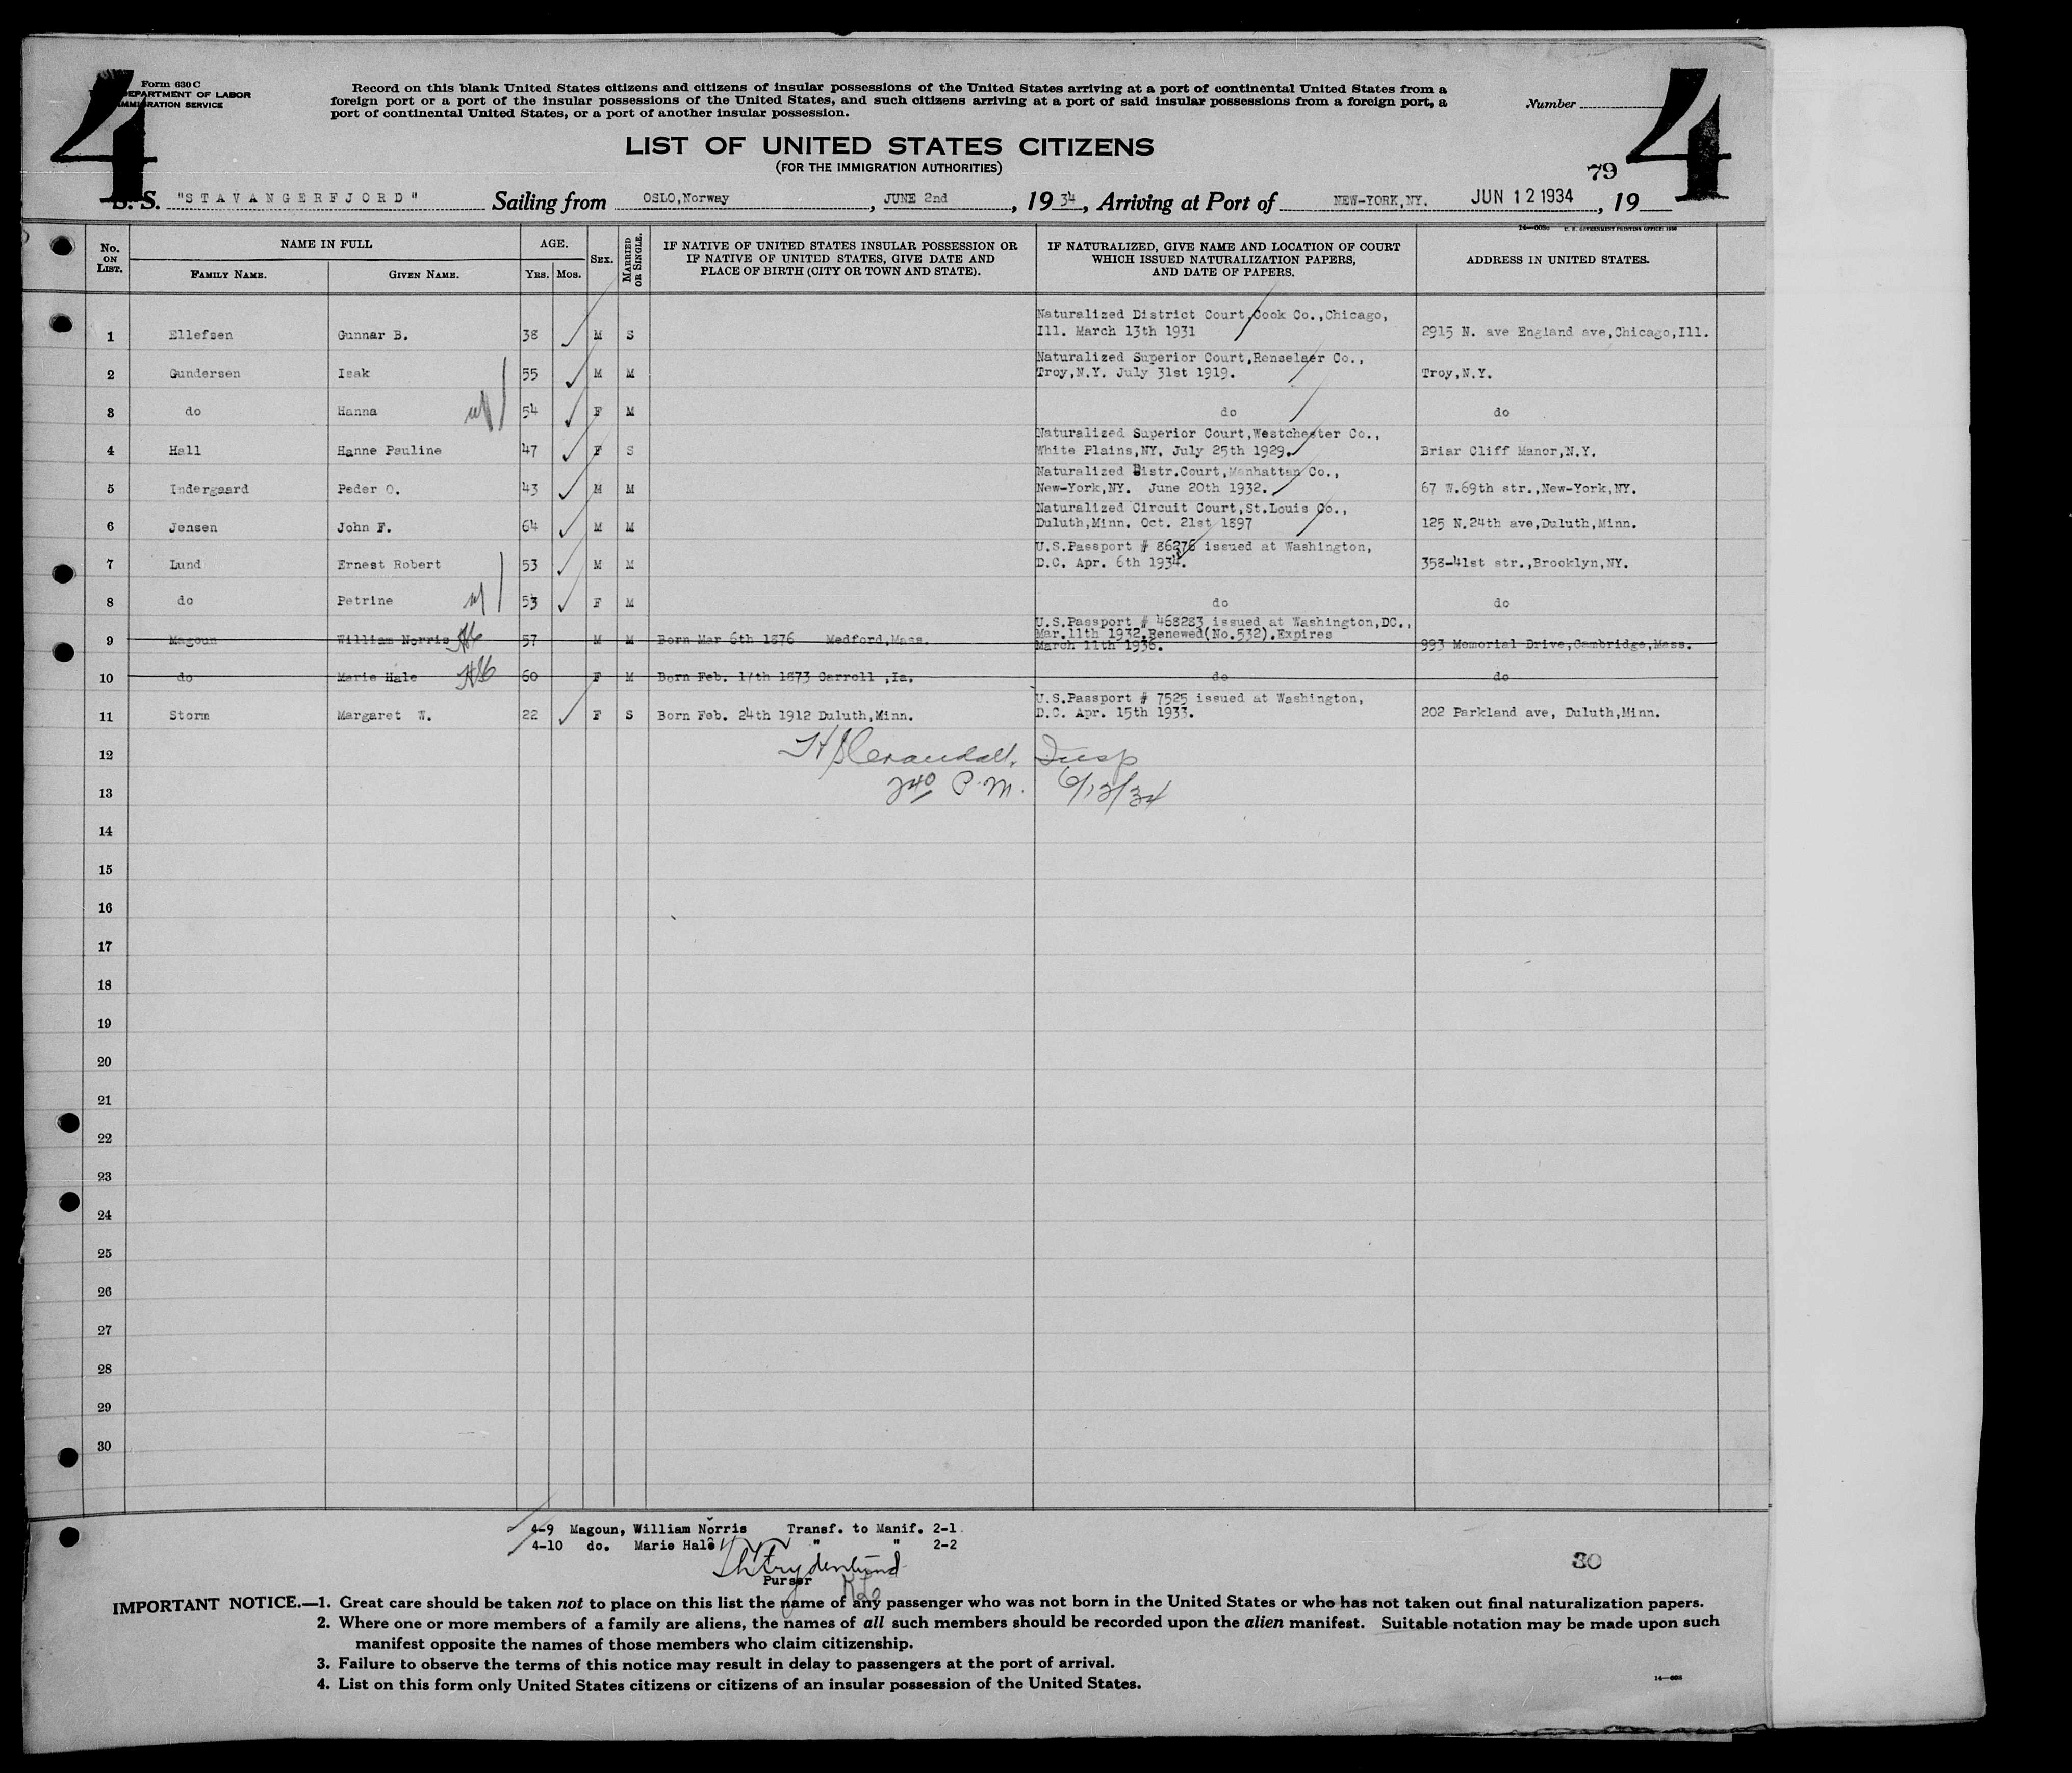 4
Form 630 C
DEPARTMENT OF LABOR
IMMIGRATION SERVICE
Record on this blank United States citizens and citizens of insular possessions of the United States arriving at a port of continental United States from a
foreign port or a port of the insular possessions of the United States, and such citizens arriving at a port of said insular possessions from a foreign port, a
port of continental United States, or a port of another insular possession.
Number
4
LIST OF UNITED STATES CITIZENS
(FOR THE IMMIGRATION AUTHORITIES)
79
S. S. "STAVANGERFJORD" Sailing from OSLO,Norway, JUNE 2nd, 1934, Arriving at Port of NEW-YORK,NY. JUN 12 1934, 19
U. S. GOVERNMENT PRINTING OFFICE
No. ON LIST. NAME IN FULL FAMILY NAME. GIVEN NAME. AGE. YRS. MOS. SEX. MARRIED OR SINGLE. IF NATIVE OF UNITED STATES INSULAR POSSESSION OR IF NATIVE OF UNITED STATES, GIVE DATE AND PLACE OF BIRTH (CITY OR TOWN AND STATE). IF NATURALIZED, GIVE NAME AND LOCATION OF COURT WHICH ISSUED NATURALIZATION PAPERS, AND DATE OF PAPERS. ADDRESS IN UNITED STATES.
Naturalized District Court,Cook Co.,Chicago,
1 Ellefsen Gunnar B. 38 M S Ill. March 13th 1931 2915 N. ave England ave,Chicago,Ill.
Naturalized Superior Court,Renselaer Co.,
2 Gundersen Isak 55 M M Troy,N.Y. July 31st 1919. Troy,N.Y.
3 do Hanna 54 F M do do
Naturalized Superior Court,Westchester Co.,
4 Hall Hanne Pauline 47 F S White Plains,NY. July 25th 1929. Briar Cliff Manor,N.Y.
Naturalized Distr.Court,Manhattan Co.,
5 Indergaard Peder O. 43 M M New-York,NY. June 20th 1932. 67 W.69th str.,New-York,NY.
Naturalized Circuit Court,St.Louis Co.,
6 Jensen John F. 64 M M Duluth,Minn. Oct. 21st 1897 125 N.24th ave,Duluth,Minn.
U.S.Passport # 86276 issued at Washington,
7 Lund Ernest Robert 53 M M D.C. Apr. 6th 1934. 358-41st str.,Brooklyn,NY.
8 do Petrine 53 F M do do
U.S.Passport # 468283 issued at Washington,DC.,
Mar.11th 1932,Renewed(No.532).Expires
9 Magoun William Norris 57 M M Born Mar 6th 1876 Medford,Mass. March 11th 1936. 993 Memorial Drive,Cambridge,Mass.
10 do Marie Hale 60 F M Born Feb. 17th 1873 Carroll ,Ia. do do
U.S.Passport # 7525 issued at Washington,
11 Storm Margaret W. 22 F S Born Feb. 24th 1912 Duluth,Minn. D.C. Apr. 15th 1933. 202 Parkland ave, Duluth,Minn.
12 Crandall, Insp
13 240 P.M. 6/12/34
14
15
16
17
18
19
20
21
22
23
24
25
26
27
28
29
30
4-9 Magoun, William Norris Transf. to Manif. 2-1
4-10 do. Marie Hale " " 2-2
30
Purser
IMPORTANT NOTICE.—1. Great care should be taken not to place on this list the name of any passenger who was not born in the United States or who has not taken out final naturalization papers.
2. Where one or more members of a family are aliens, the names of all such members should be recorded upon the alien manifest. Suitable notation may be made upon such
manifest opposite the names of those members who claim citizenship.
3. Failure to observe the terms of this notice may result in delay to passengers at the port of arrival.
4. List on this form only United States citizens or citizens of an insular possession of the United States.